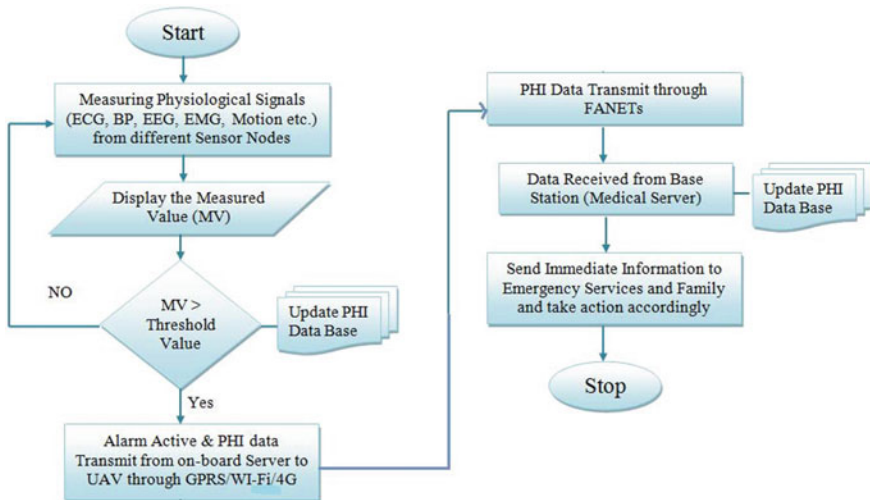 Start
Measuring Physiological Signals
(ECG, BP, EEG, EMG, Motion etc.)
from different Sensor Nodes
Display the Measured
Value (MV)
NO
MV >
Threshold
Value
Update PHI
Data Base
Yes
Alarm Active & PHI data
Transmit from on-board Server to
UAV through GPRS/WI-Fi/4G
PHI Data Transmit through
FANETs
Data Received from Base
Station (Medical Server)
Update PHI
Data Base
Send Immediate Information to
Emergency Services and Family
and take action accordingly
Stop